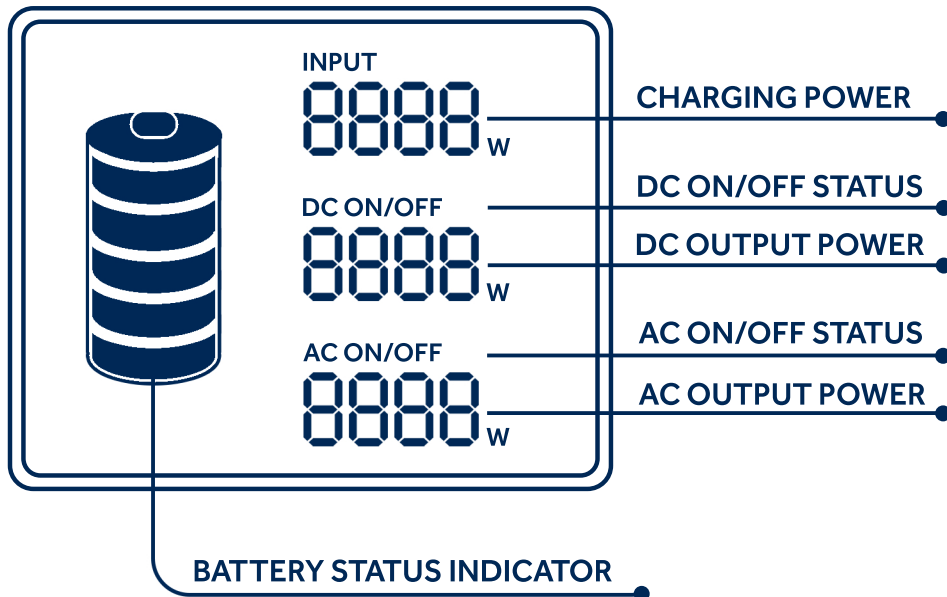 INPUT
8888 W
CHARGING POWER
DC ON/OFF
DC ON/OFF STATUS
8888 W
DC OUTPUT POWER
AC ON/OFF
AC ON/OFF STATUS
8888 W
AC OUTPUT POWER
BATTERY STATUS INDICATOR